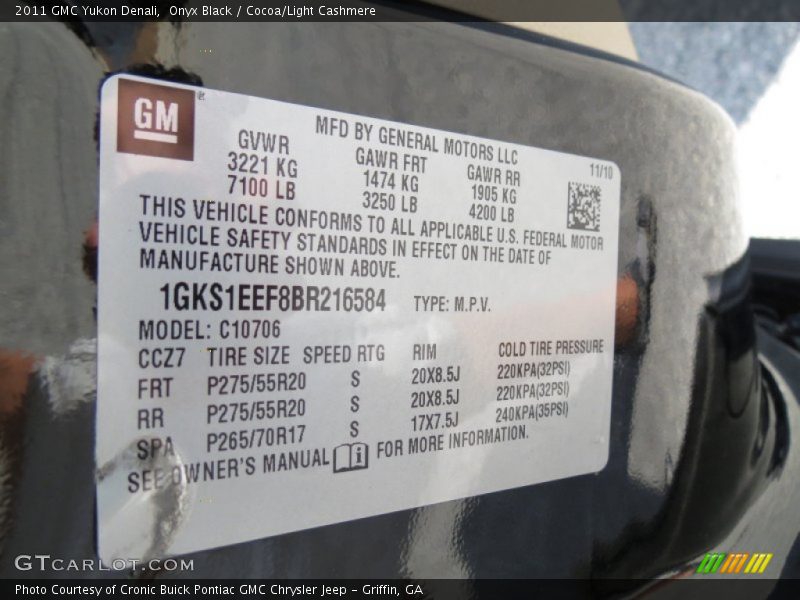 2011 GMC Yukon Denali, Onyx Black / Cocoa/Light Cashmere
GM
MFD BY GENERAL MOTORS LLC
11/10
GVWR GAWR FRT GAWR RR
3221 KG 1474 KG 1905 KG
7100 LB 3250 LB 4200 LB
THIS VEHICLE CONFORMS TO ALL APPLICABLE U.S. FEDERAL MOTOR
VEHICLE SAFETY STANDARDS IN EFFECT ON THE DATE OF
MANUFACTURE SHOWN ABOVE.
1GKS1EEF8BR216584 TYPE: M.P.V.
MODEL: C10706
CCZ7 TIRE SIZE SPEED RTG RIM COLD TIRE PRESSURE
FRT P275/55R20 S 20X8.5J 220KPA(32PSI)
RR P275/55R20 S 20X8.5J 220KPA(32PSI)
SPA P265/70R17 S 17X7.5J 240KPA(35PSI)
SEE OWNER'S MANUAL FOR MORE INFORMATION.
GTCARLOT.COM
Photo Courtesy of Cronic Buick Pontiac GMC Chrysler Jeep - Griffin, GA